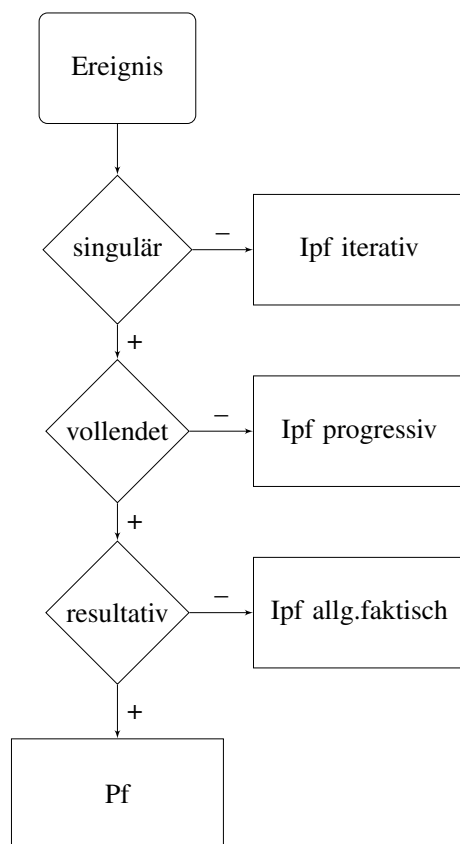 Ereignis
singulär
–
Ipf iterativ
+
vollendet
–
Ipf progressiv
+
resultativ
–
Ipf allg.faktisch
+
Pf